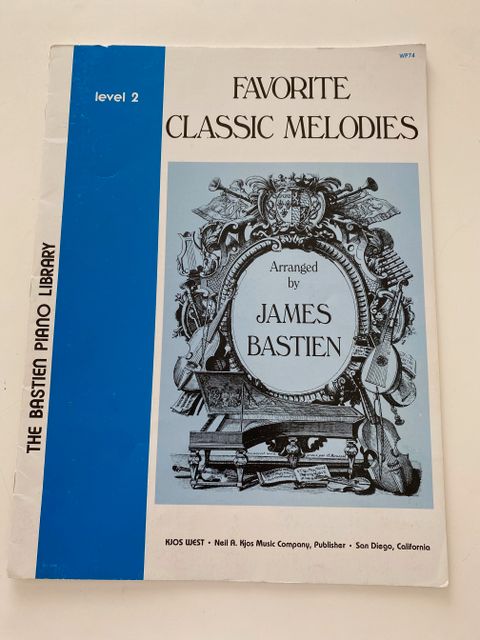 WP74
level 2
FAVORITE
CLASSIC MELODIES
THE BASTIEN PIANO LIBRARY
Arranged
by
JAMES
BASTIEN
KJOS WEST • Neil A. Kjos Music Company, Publisher • San Diego, California